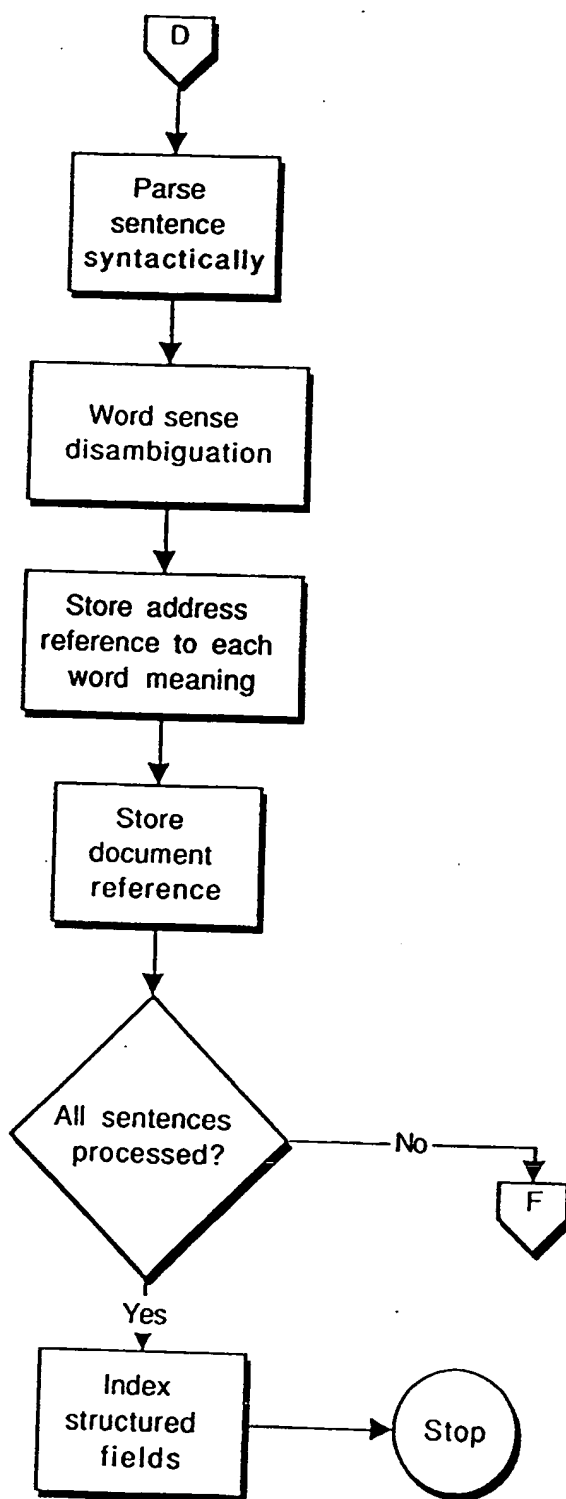 D
Parse
sentence
syntactically
Word sense
disambiguation
Store address
reference to each
word meaning
Store
document
reference
All sentences
processed?
No
F
Yes
Index
structured
fields
Stop